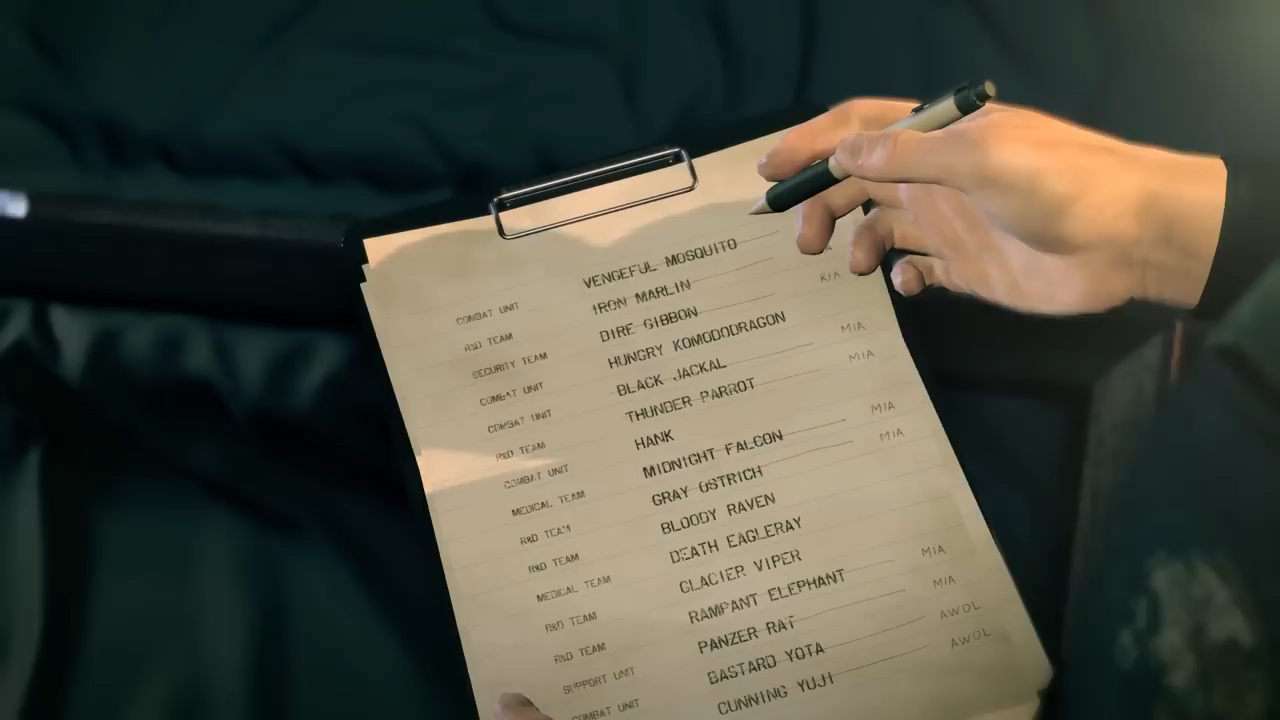 COMBAT UNIT VENGEFUL MOSQUITO
R&D TEAM IRON MARLIN
SECURITY TEAM DIRE GIBBON KIA
COMBAT UNIT HUNGRY KOMODODRAGON
COMBAT UNIT BLACK JACKAL MIA
R&D TEAM THUNDER PARROT MIA
COMBAT UNIT HANK
MEDICAL TEAM MIDNIGHT FALCON MIA
R&D TEAM GRAY OSTRICH MIA
R&D TEAM BLOODY RAVEN
MEDICAL TEAM DEATH EAGLERAY
R&D TEAM GLACIER VIPER
R&D TEAM RAMPANT ELEPHANT MIA
SUPPORT UNIT PANZER RAT MIA
COMBAT UNIT BASTARD YOTA AWOL
CUNNING YUJI AWOL